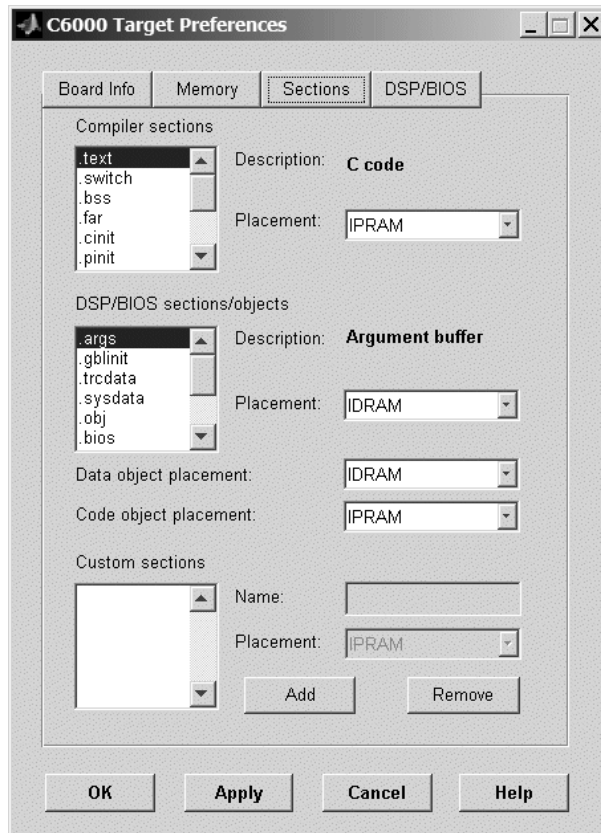 C6000 Target Preferences
Board Info Memory Sections DSP/BIOS
Compiler sections
.text
.switch
.bss
.far
.cinit
.pinit
Description: C code
Placement: IPRAM
DSP/BIOS sections/objects
.args
.gblinit
.trcdata
.sysdata
.obj
.bios
Description: Argument buffer
Placement: IDRAM
Data object placement: IDRAM
Code object placement: IPRAM
Custom sections
Name:
Placement: IPRAM
Add Remove
OK Apply Cancel Help